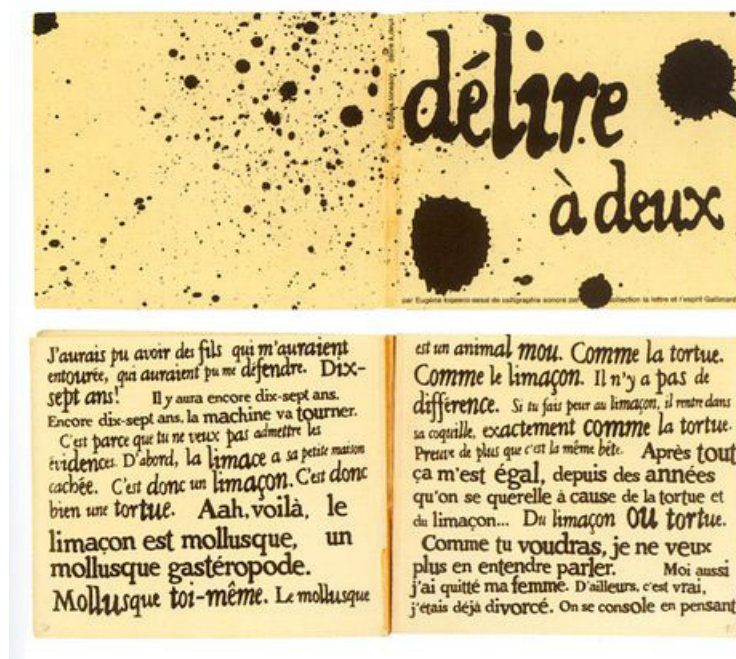 délire
à deux
par Eugène Ionesco essai de calligraphie sonore par
collection la lettre et l'esprit Gallimard
J'aurais pu avoir des fils qui m'auraient
entourée, qui auraient pu me défendre. Dix-
sept ans! Il y aura encore dix-sept ans.
Encore dix-sept ans, la machine va tourner.
C'est parce que tu ne veux pas admettre les
évidences. D'abord, la limace a sa petite maison
cachée. C'est donc un limaçon. C'est donc
bien une tortue. Aah, voilà, le
limaçon est mollusque, un
mollusque gastéropode.
Mollusque toi-même. Le mollusque
est un animal mou. Comme la tortue.
Comme le limaçon. Il n'y a pas de
différence. Si tu fais peur au limaçon, il rentre dans
sa coquille, exactement comme la tortue.
Preuve de plus que c'est la même bête. Après tout
ça m'est égal, depuis des années
qu'on se querelle à cause de la tortue et
du limaçon... Du limaçon OU tortue.
Comme tu voudras, je ne veux
plus en entendre parler. Moi aussi
j'ai quitté ma femme. D'ailleurs, c'est vrai,
j'étais déjà divorcé. On se console en pensant